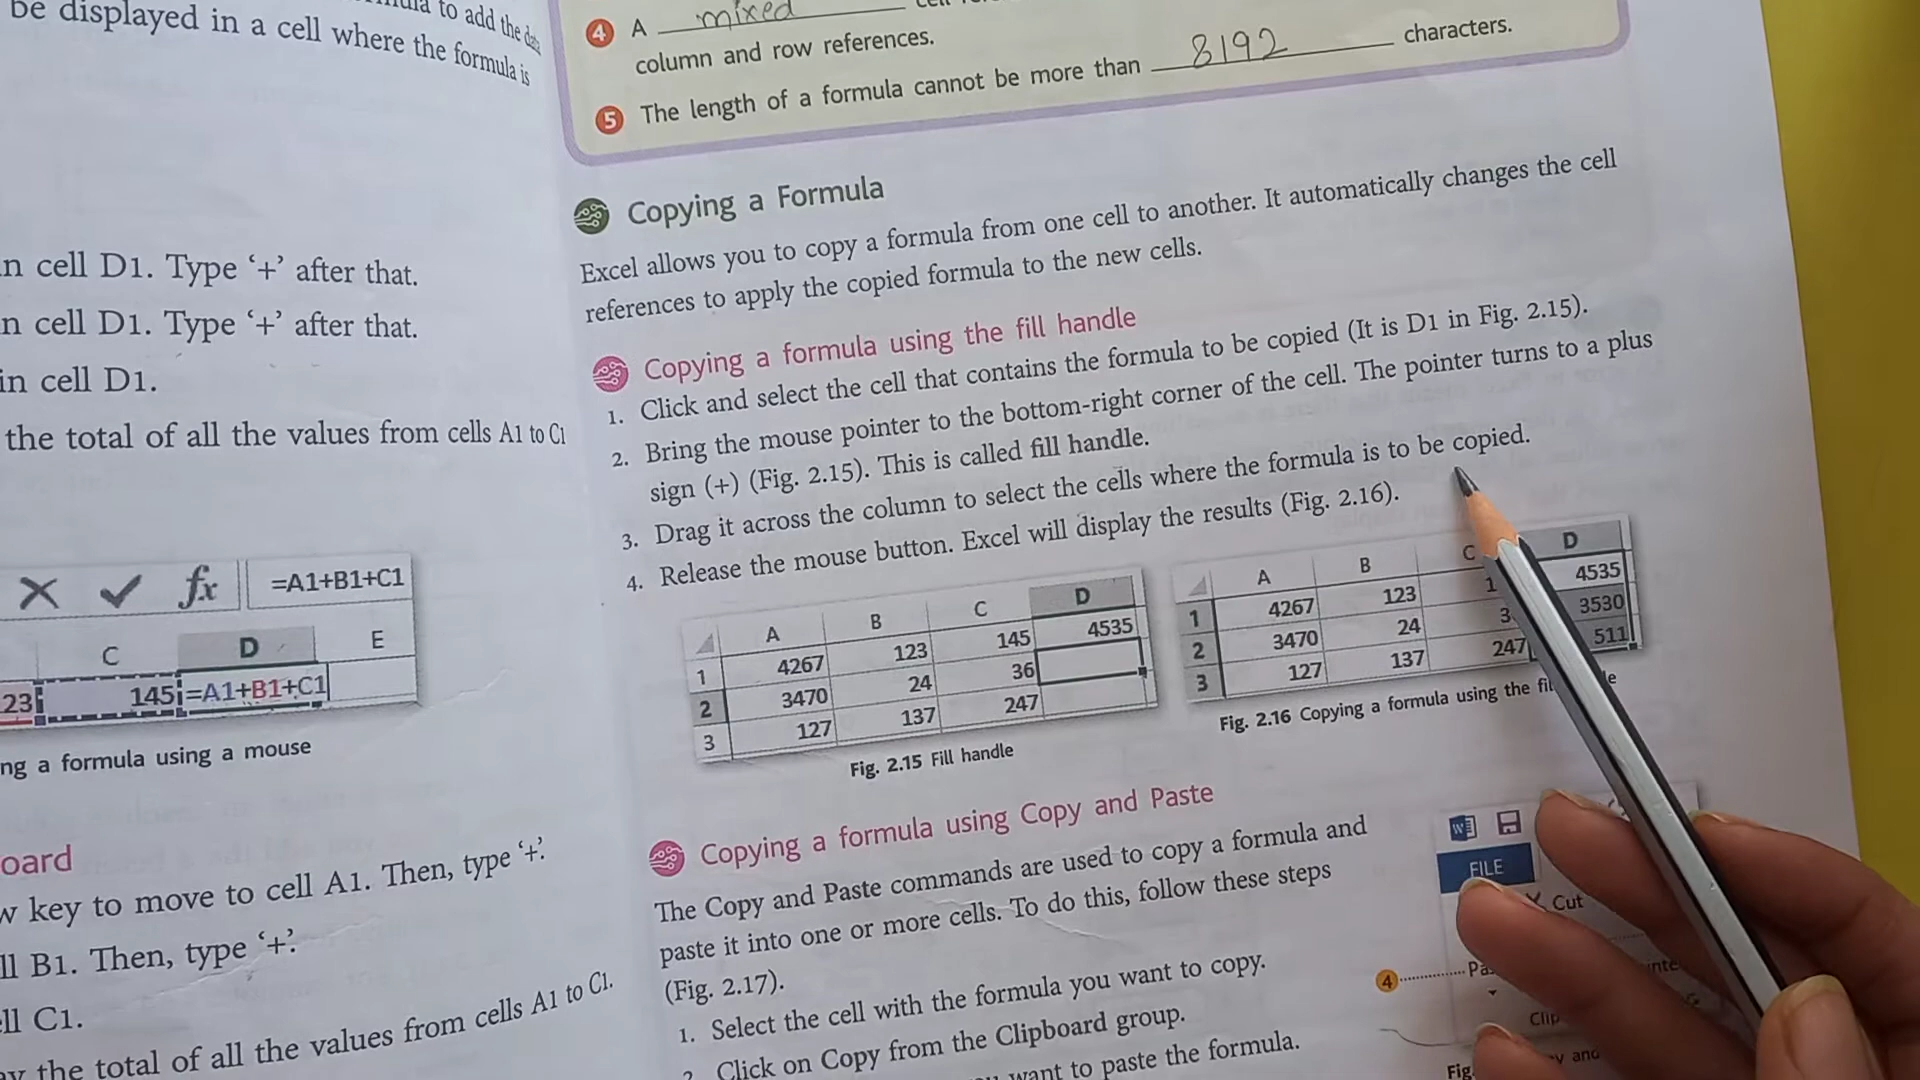 to add the
be displayed in a cell where the formula is
n cell D1. Type ‘+’ after that.
n cell D1. Type ‘+’ after that.
in cell D1.
the total of all the values from cells A1 to C1
fx =A1+B1+C1
C D E
23 145 =A1+B1+C1
ng a formula using a mouse
oard
w key to move to cell A1. Then, type ‘+’.
ll B1. Then, type ‘+’.
ll C1.
the total of all the values from cells A1 to C1.
4 A mixed
column and row references.
5 The length of a formula cannot be more than 8192 characters.
Copying a Formula
Excel allows you to copy a formula from one cell to another. It automatically changes the cell
references to apply the copied formula to the new cells.
Copying a formula using the fill handle
1. Click and select the cell that contains the formula to be copied (It is D1 in Fig. 2.15).
2. Bring the mouse pointer to the bottom-right corner of the cell. The pointer turns to a plus
sign (+) (Fig. 2.15). This is called fill handle.
3. Drag it across the column to select the cells where the formula is to be copied.
4. Release the mouse button. Excel will display the results (Fig. 2.16).
A B C D
1 4267 123 145 4535
2 3470 24 36
3 127 137 247
Fig. 2.15 Fill handle
A B C D
1 4267 123 1 4535
2 3470 24 3 3530
3 127 137 247 511
Fig. 2.16 Copying a formula using the
Copying a formula using Copy and Paste
The Copy and Paste commands are used to copy a formula and
paste it into one or more cells. To do this, follow these steps
(Fig. 2.17).
1. Select the cell with the formula you want to copy.
2. Click on Copy from the Clipboard group.
want to paste the formula.
FILE
Cut
4 Pa
Clip
Fig.